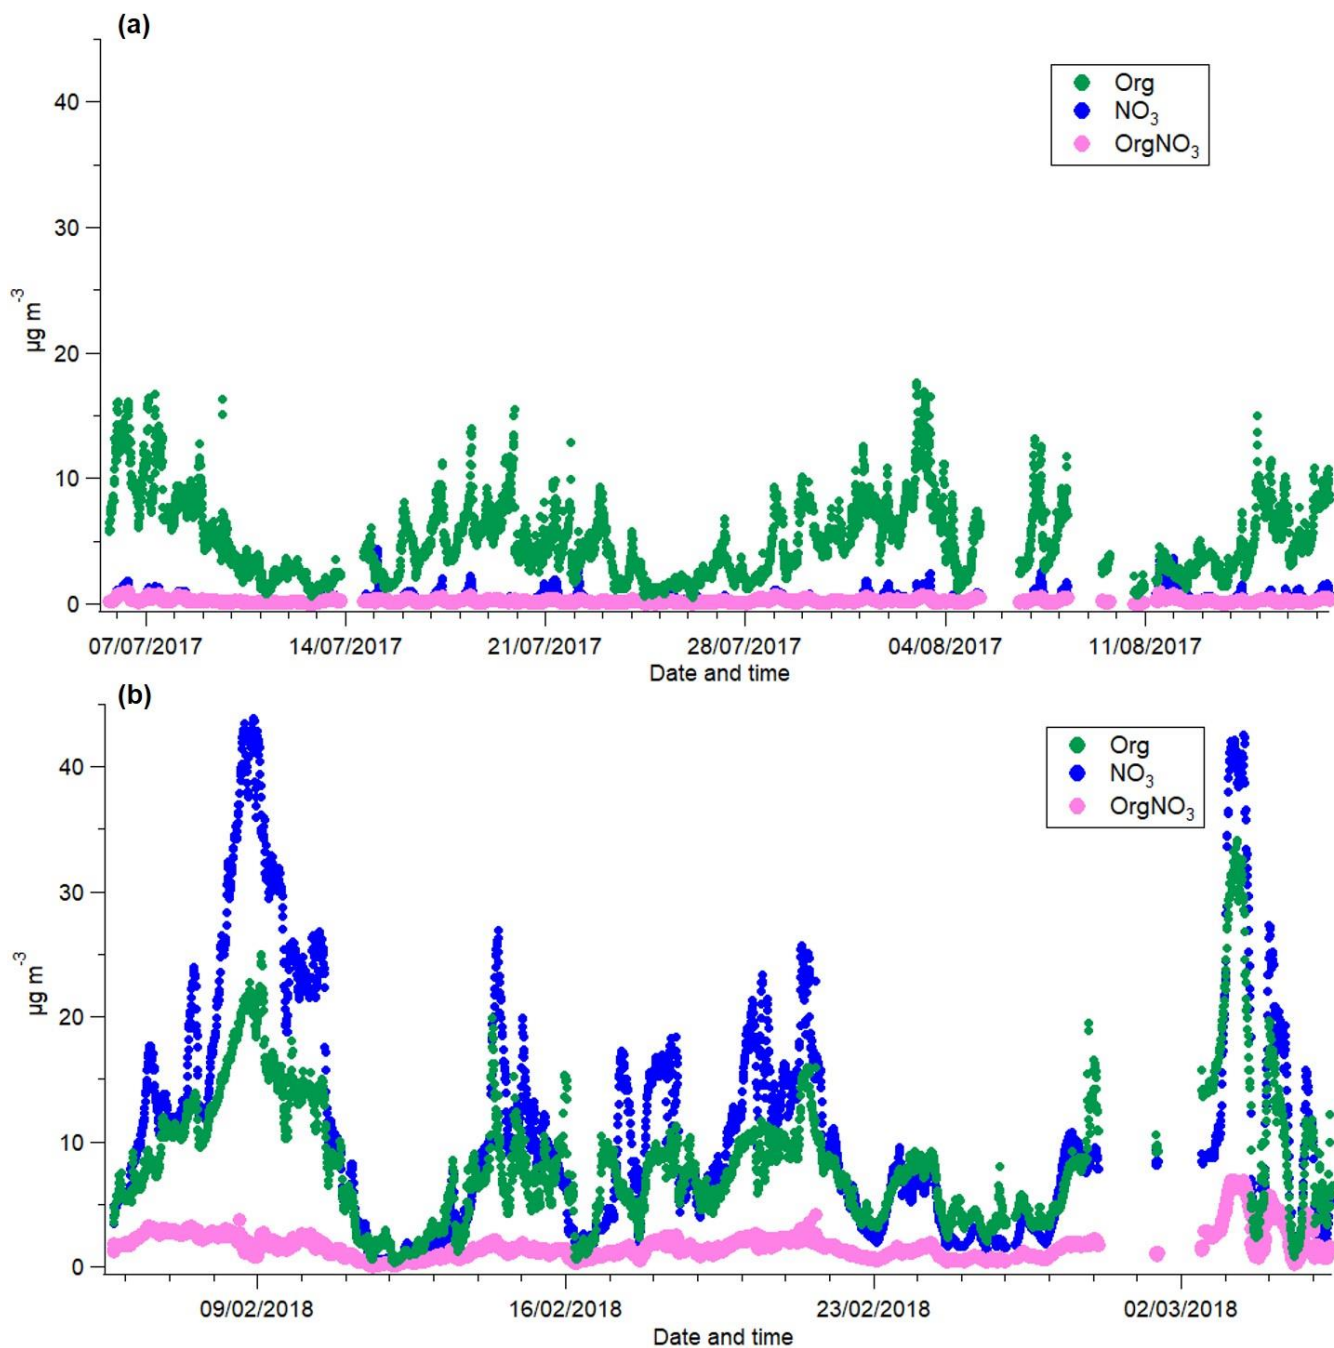 (a)
Org
NO₃
OrgNO₃
40
30
20
10
0
µg m⁻³
07/07/2017 14/07/2017 21/07/2017 28/07/2017 04/08/2017 11/08/2017
Date and time
(b)
Org
NO₃
OrgNO₃
40
30
20
10
0
µg m⁻³
09/02/2018 16/02/2018 23/02/2018 02/03/2018
Date and time